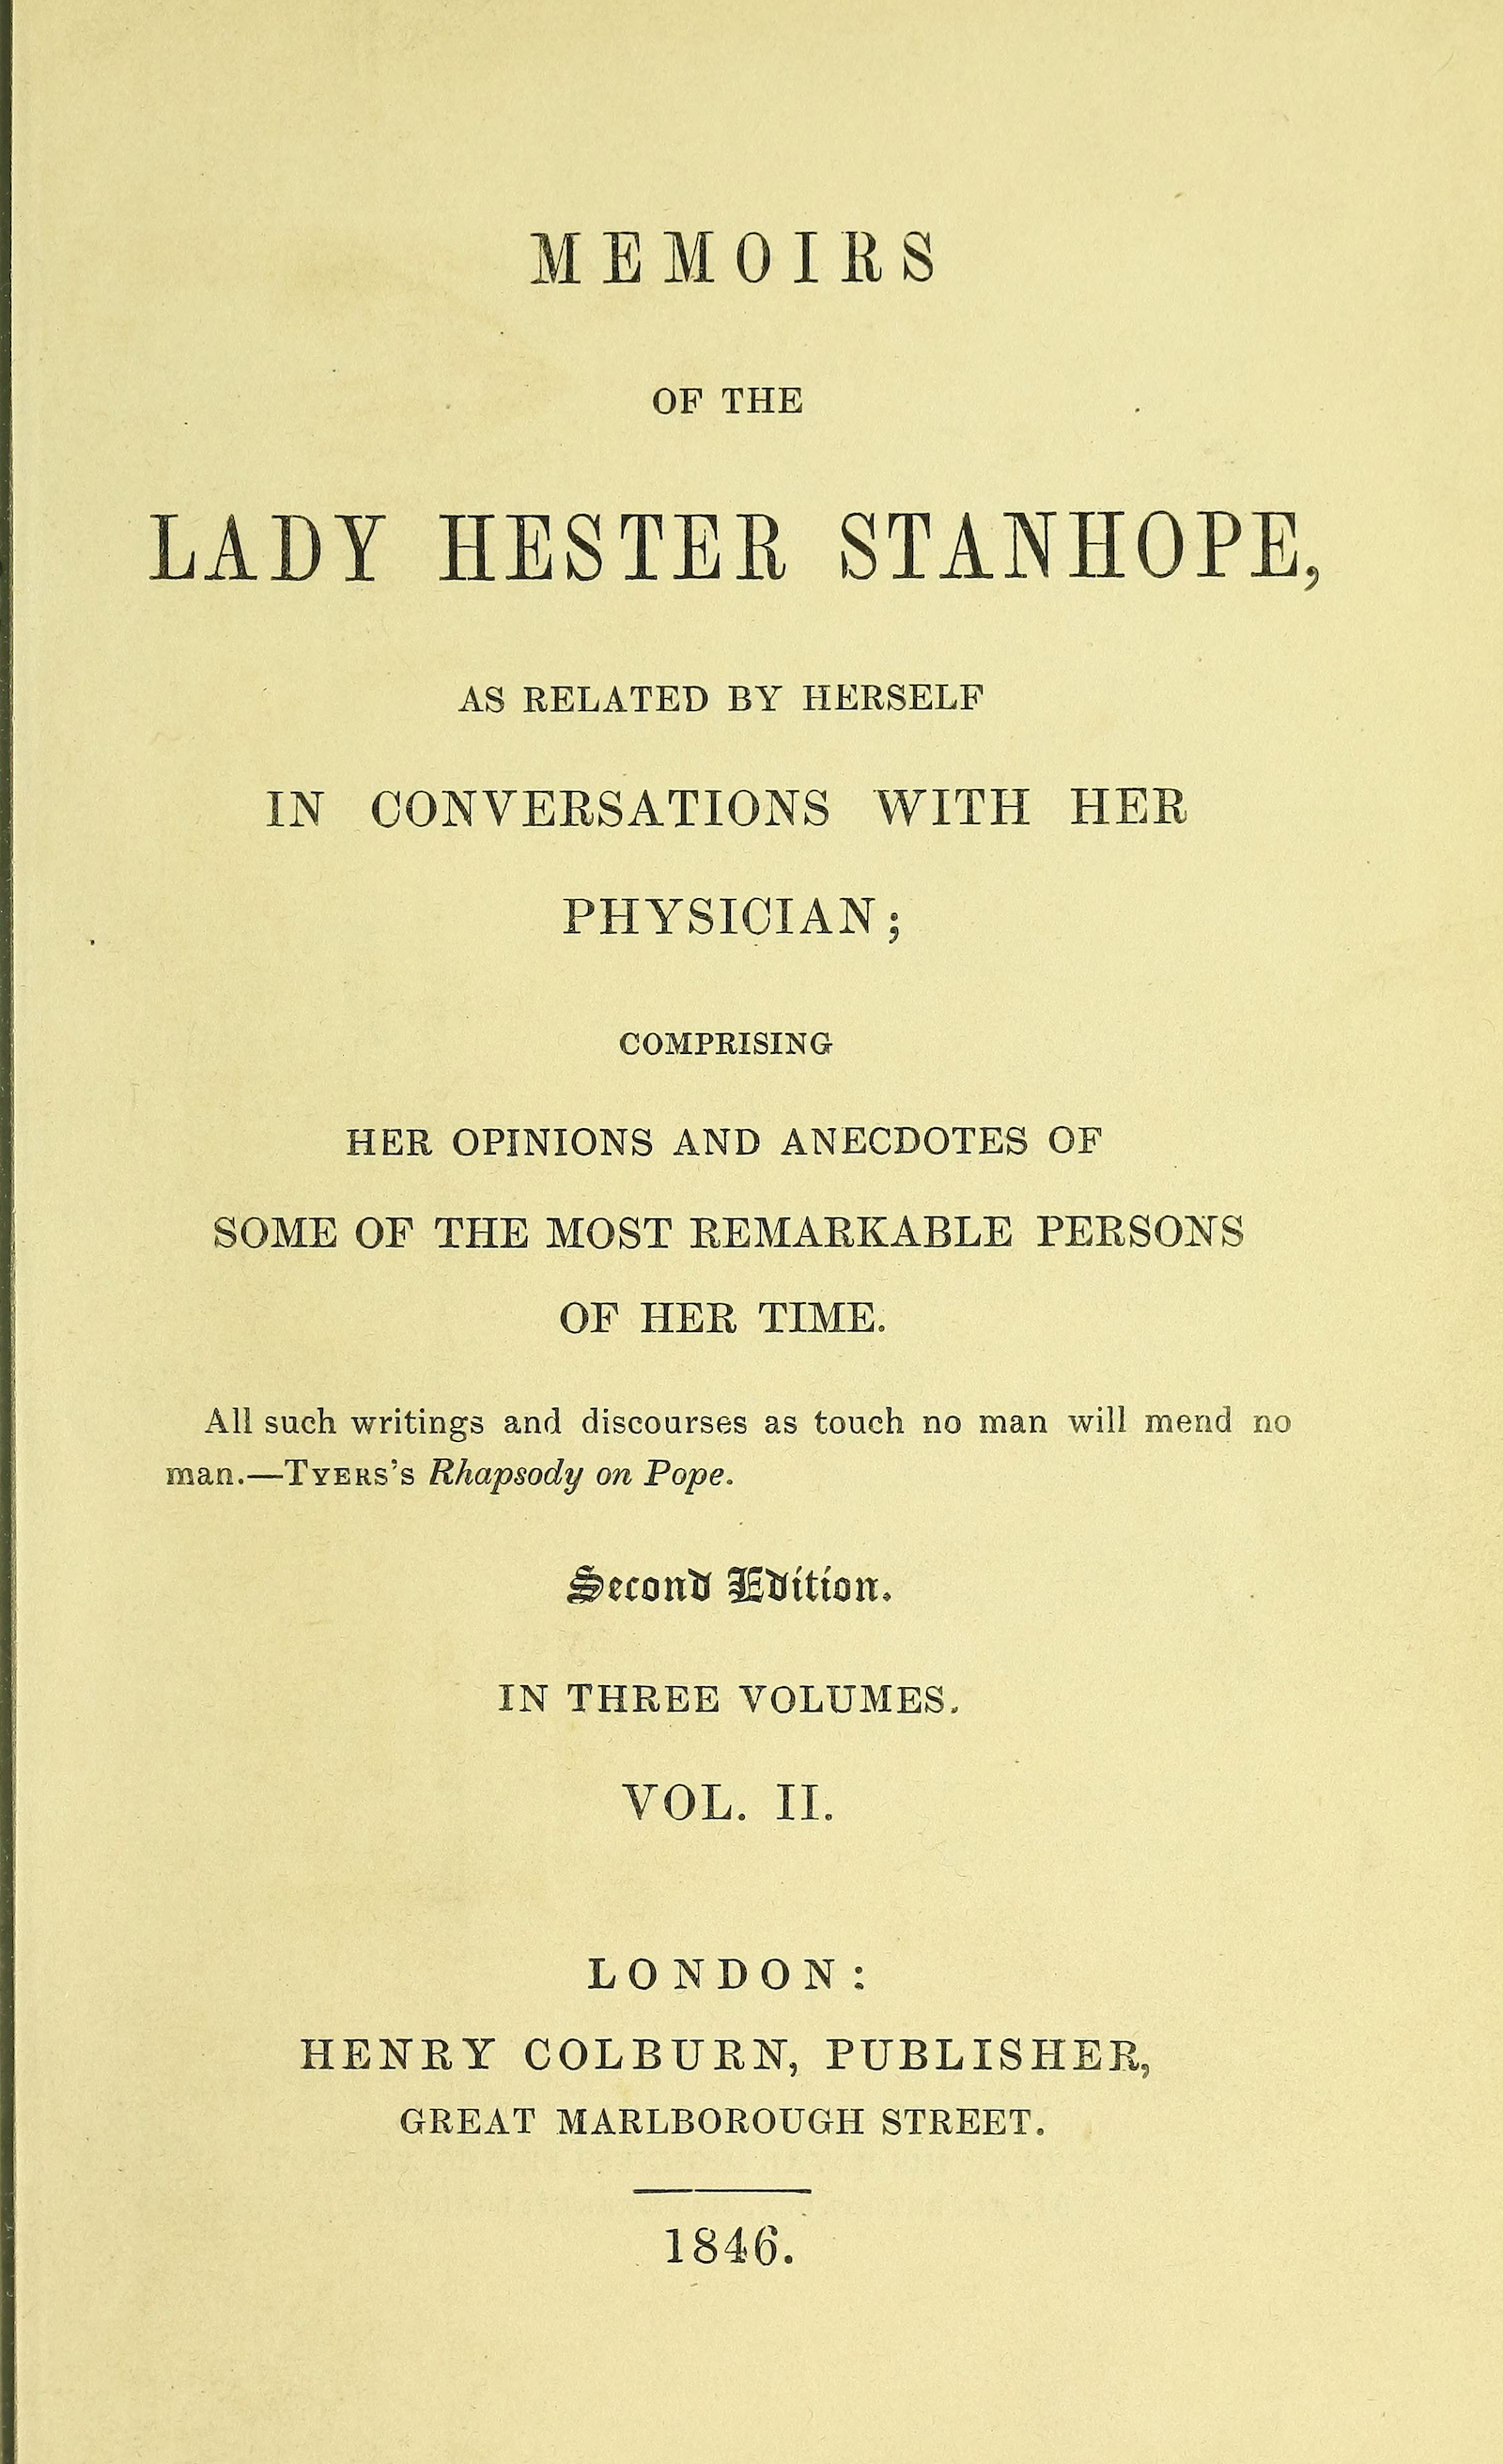 MEMOIRS
OF THE
LADY HESTER STANHOPE,
AS RELATED BY HERSELF
IN CONVERSATIONS WITH HER
PHYSICIAN;
COMPRISING
HER OPINIONS AND ANECDOTES OF
SOME OF THE MOST REMARKABLE PERSONS
OF HER TIME.
All such writings and discourses as touch no man will mend no
man.—TYERS'S Rhapsody on Pope.
Second Edition.
IN THREE VOLUMES.
VOL. II.
LONDON:
HENRY COLBURN, PUBLISHER,
GREAT MARLBOROUGH STREET.
1846.